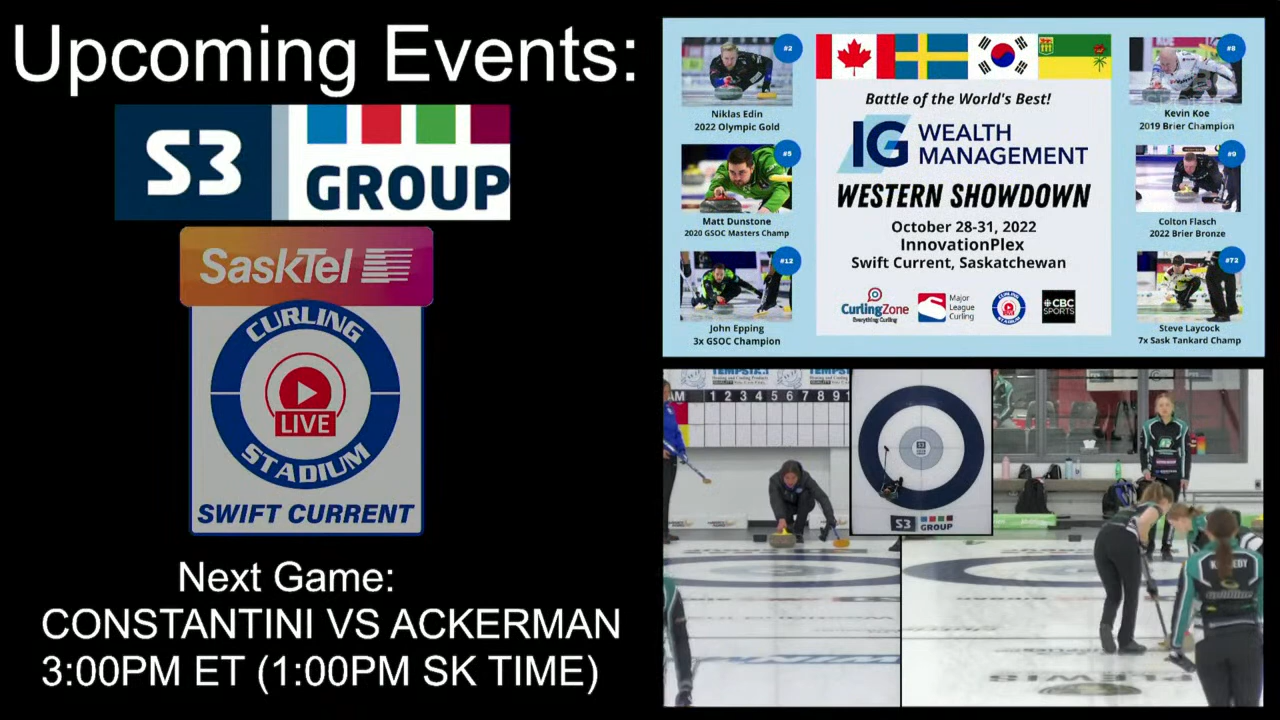 Upcoming Events:
S3 GROUP
SaskTel
CURLING
LIVE
STADIUM
SWIFT CURRENT
Next Game:
CONSTANTINI VS ACKERMAN
3:00PM ET (1:00PM SK TIME)
#2
Niklas Edin
2022 Olympic Gold
#5
Matt Dunstone
2020 GSOC Masters Champ
#12
John Epping
3x GSOC Champion
Battle of the World's Best!
IG WEALTH
MANAGEMENT
WESTERN SHOWDOWN
October 28-31, 2022
InnovationPlex
Swift Current, Saskatchewan
CurlingZone
Everything Curling
Major
League
Curling
CURLING
STADIUM
CBC
SPORTS
#8
Kevin Koe
2019 Brier Champion
#9
Colton Flasch
2022 Brier Bronze
#72
Steve Laycock
7x Sask Tankard Champ
1 2 3 4 5 6 7 8 9 1
S3 GROUP